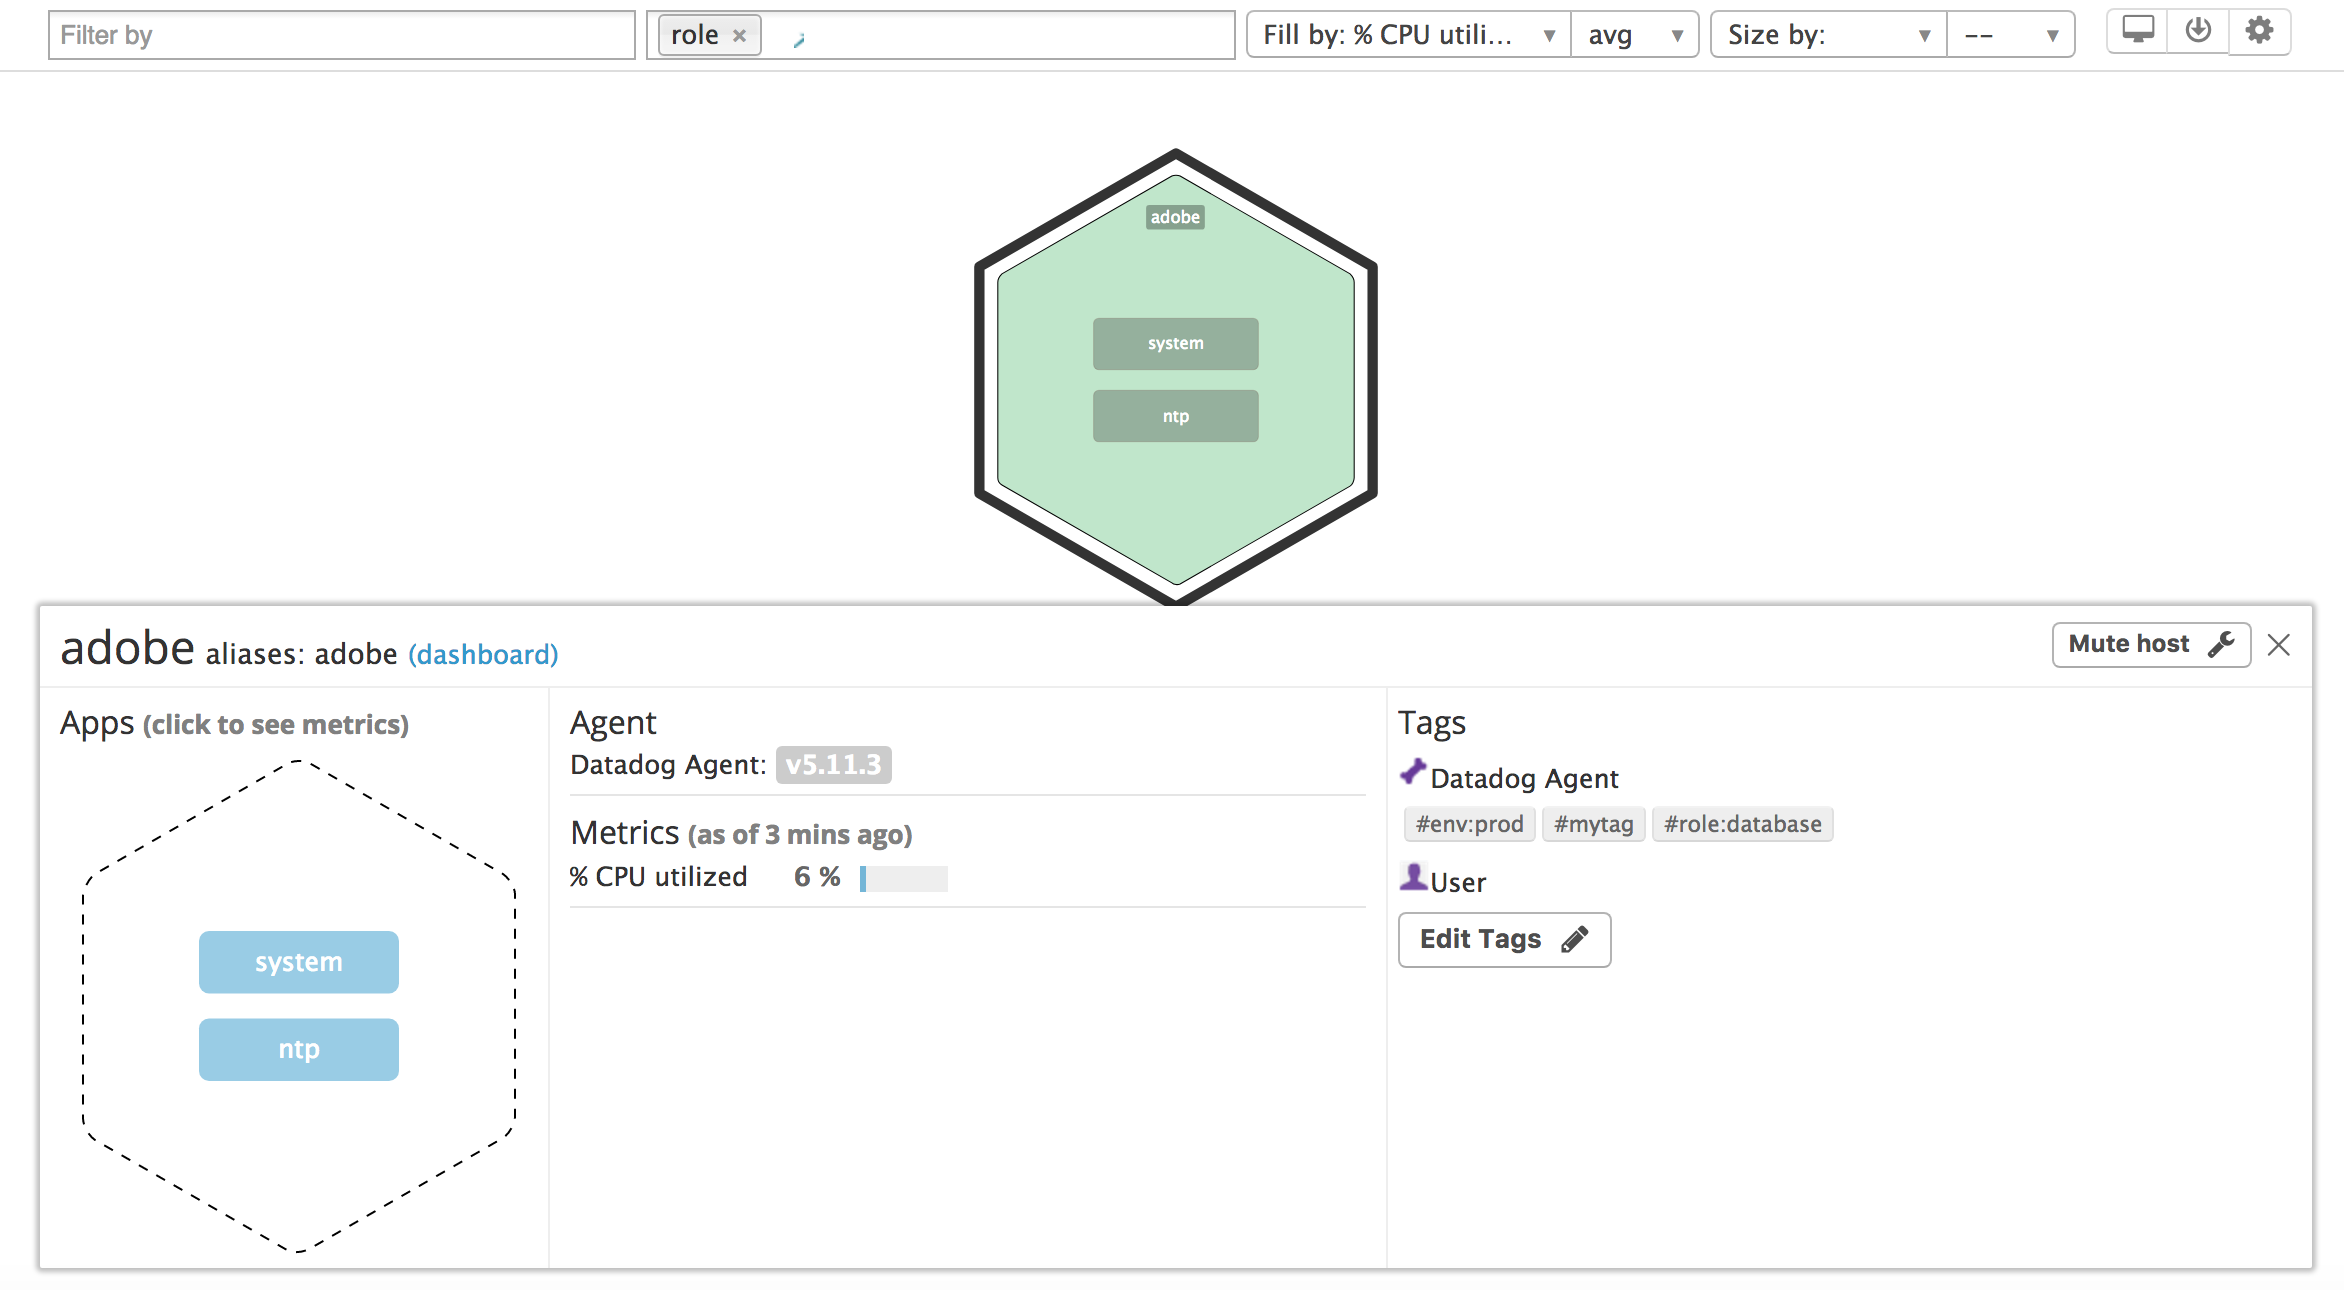 Filter by
role ×
Fill by: % CPU utili...
avg
Size by:
--
adobe
system
ntp
adobe aliases: adobe (dashboard)
Mute host
Apps (click to see metrics)
system
ntp
Agent
Datadog Agent: v5.11.3
Metrics (as of 3 mins ago)
% CPU utilized 6 %
Tags
Datadog Agent
#env:prod #mytag #role:database
User
Edit Tags